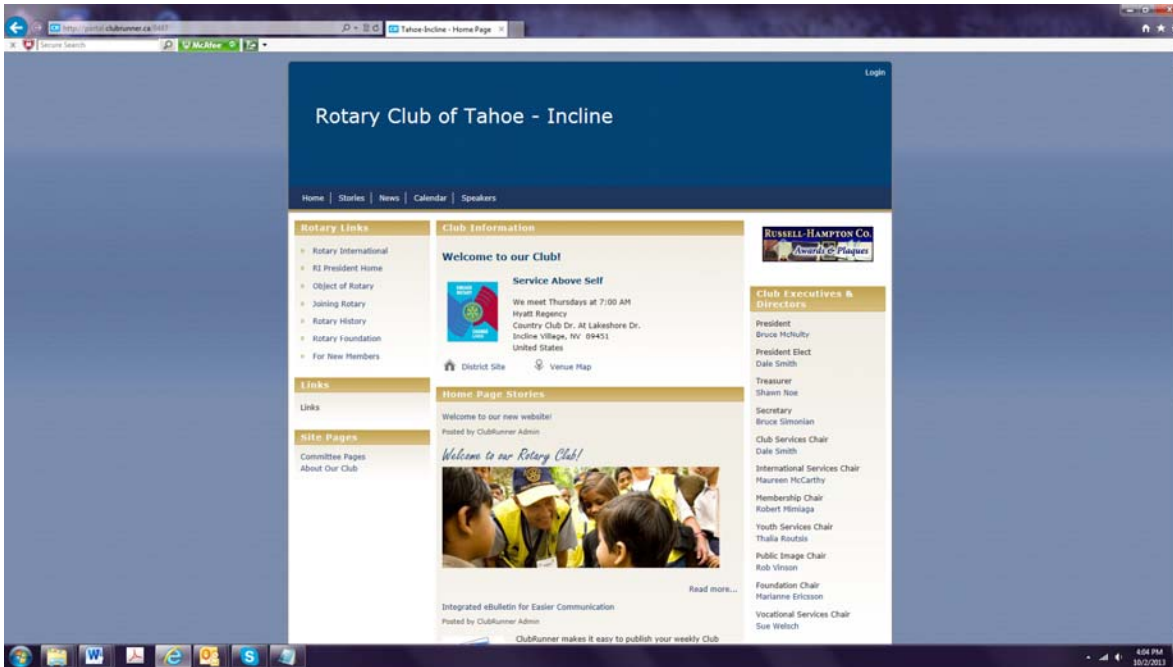 http://portal.clubrunner.ca/8487
Tahoe-Incline - Home Page
Secure Search
McAfee
Login
Rotary Club of Tahoe - Incline
Home | Stories | News | Calendar | Speakers
Rotary Links
Rotary International
RI President Home
Object of Rotary
Joining Rotary
Rotary History
Rotary Foundation
For New Members
Links
Links
Site Pages
Committee Pages
About Our Club
Club Information
Welcome to our Club!
Service Above Self
We meet Thursdays at 7:00 AM
Hyatt Regency
Country Club Dr. At Lakeshore Dr.
Incline Village, NV 89451
United States
District Site
Venue Map
Home Page Stories
Welcome to our new website!
Posted by ClubRunner Admin
Welcome to our Rotary Club!
Read more...
Integrated eBulletin for Easier Communication
Posted by ClubRunner Admin
ClubRunner makes it easy to publish your weekly Club
RUSSELL-HAMPTON CO.
Awards & Plaques
Club Executives &
Directors
President
Bruce McNulty
President Elect
Dale Smith
Treasurer
Shawn Noe
Secretary
Bruce Simonian
Club Services Chair
Dale Smith
International Services Chair
Maureen McCarthy
Membership Chair
Robert Mimiaga
Youth Services Chair
Thalia Routsis
Public Image Chair
Rob Vinson
Foundation Chair
Marianne Ericsson
Vocational Services Chair
Sue Welsch
4:04 PM
10/2/2013